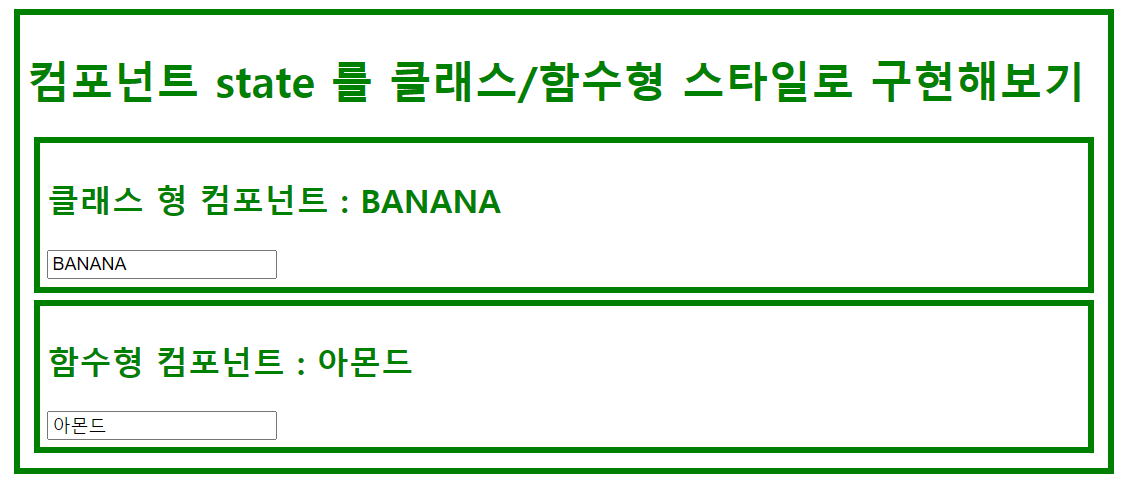 컴포넌트 state 를 클래스/함수형 스타일로 구현해보기
클래스 형 컴포넌트 : BANANA
BANANA
함수형 컴포넌트 : 아몬드
아몬드